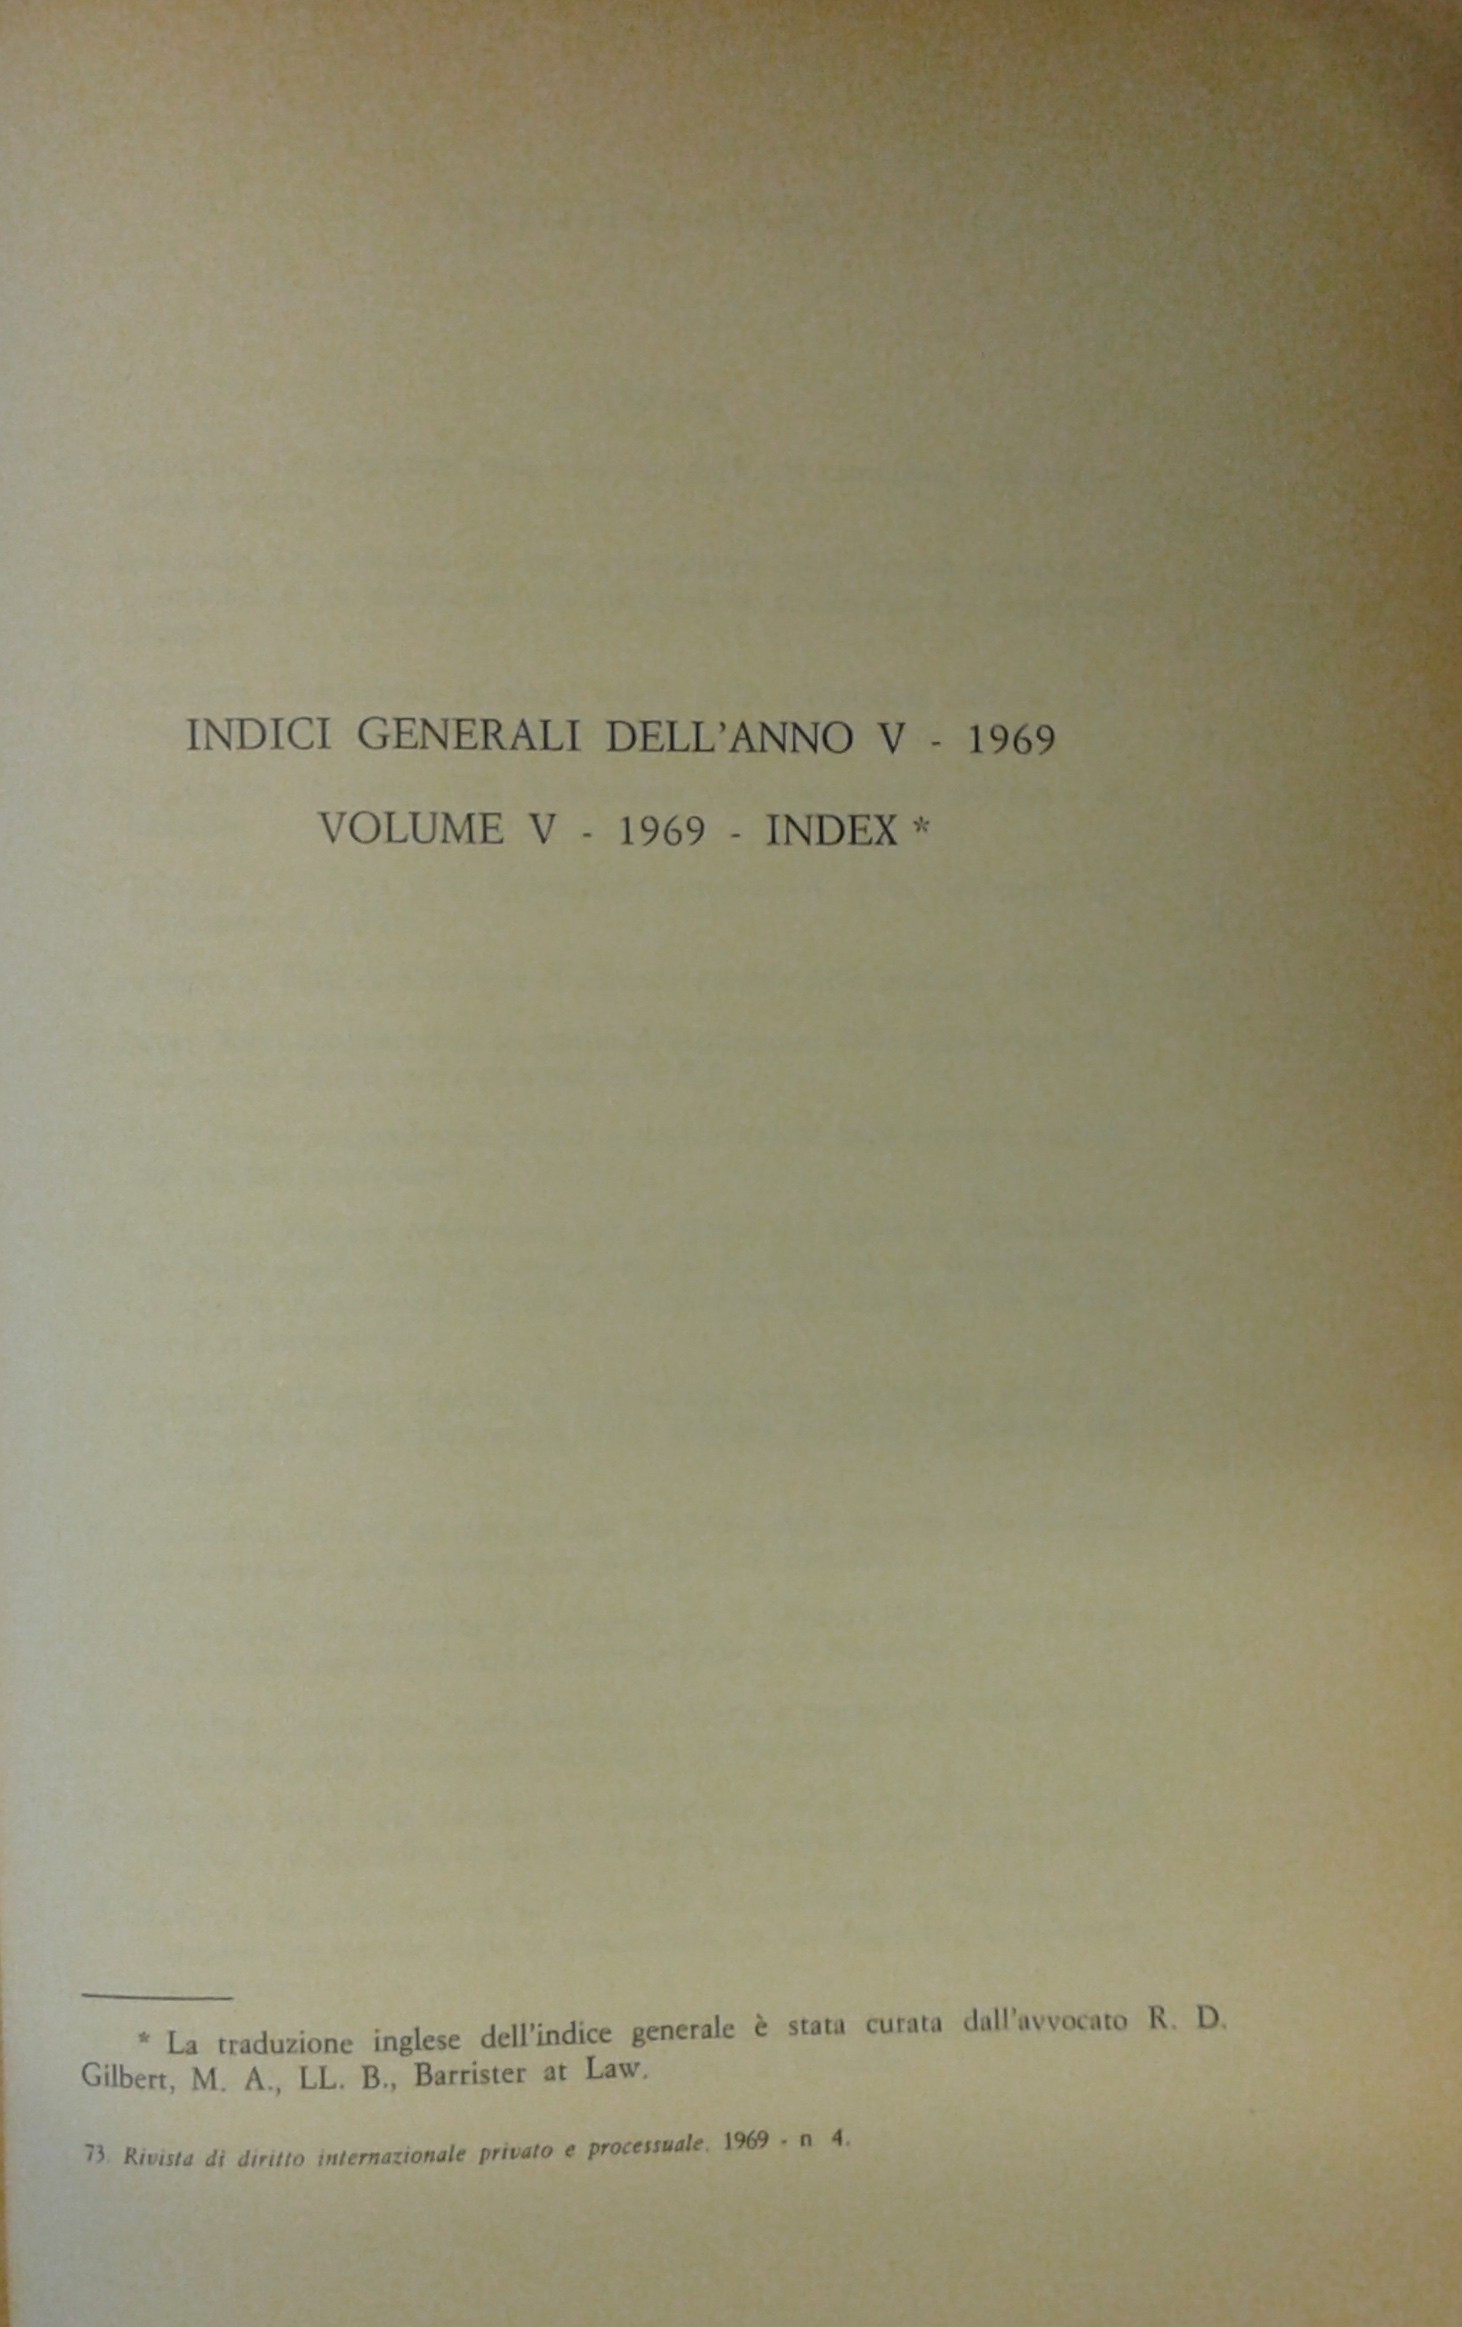 INDICI GENERALI DELL'ANNO V - 1969
VOLUME V - 1969 - INDEX *
* La traduzione inglese dell'indice generale è stata curata dall'avvocato R. D.
Gilbert, M. A., LL. B., Barrister at Law.
73. Rivista di diritto internazionale privato e processuale. 1969 - n 4.